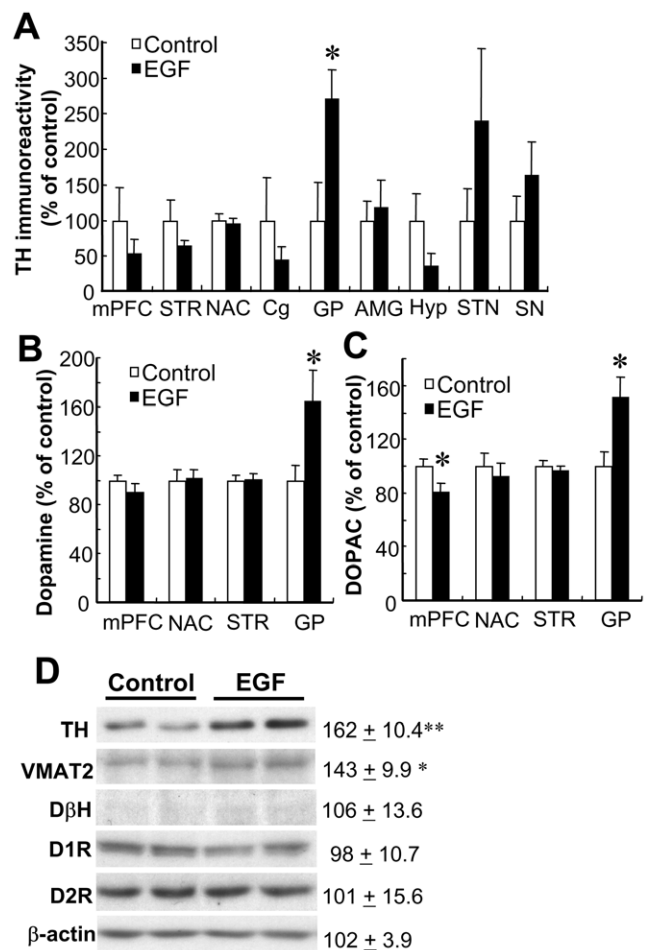 A
TH immunoreactivity
(% of control)
350
300
250
200
150
100
50
0
Control
EGF
*
mPFC STR NAC Cg GP AMG Hyp STN SN
B
Dopamine (% of control)
200
160
120
80
40
0
Control
EGF
*
mPFC NAC STR GP
C
DOPAC (% of control)
160
120
80
40
0
Control
EGF
*
*
mPFC NAC STR GP
D
Control EGF
TH 162 ± 10.4**
VMAT2 143 ± 9.9 *
DβH 106 ± 13.6
D1R 98 ± 10.7
D2R 101 ± 15.6
β-actin 102 ± 3.9